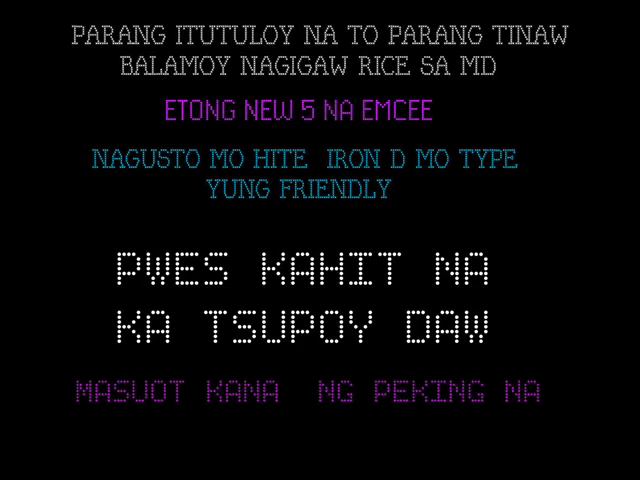 PARANG ITUTULOY NA TO PARANG TINAW
BALAMOY NAGIGAW RICE SA MD
ETONG NEW 5 NA EMCEE
NAGUSTO MO HITE IRON D MO TYPE
YUNG FRIENDLY
PWES KAHIT NA
KA TSUPOY DAW
MASUOT KANA NG PEKING NA